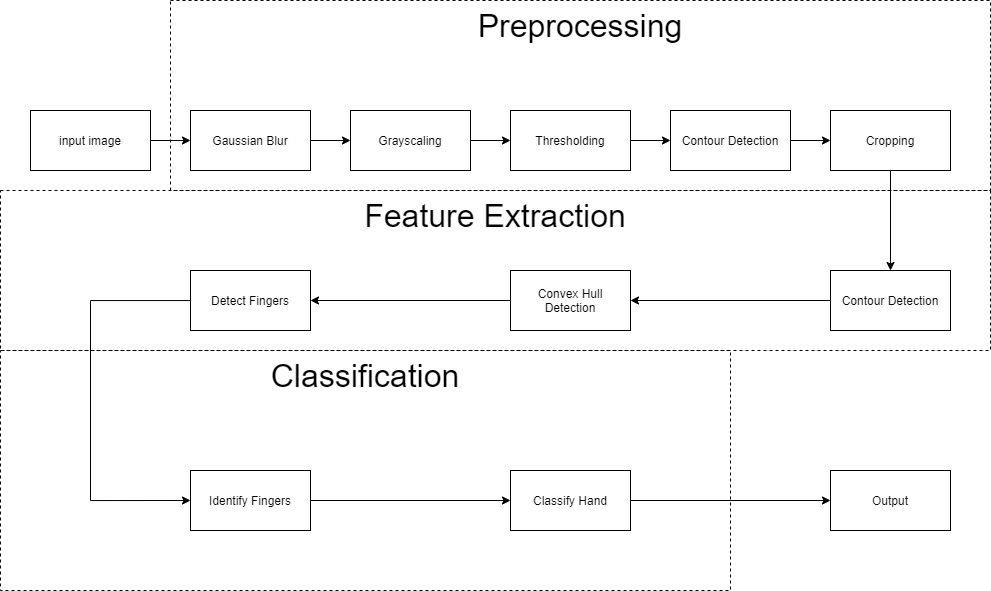 Preprocessing
input image
Gaussian Blur
Grayscaling
Thresholding
Contour Detection
Cropping
Feature Extraction
Detect Fingers
Convex Hull
Detection
Contour Detection
Classification
Identify Fingers
Classify Hand
Output